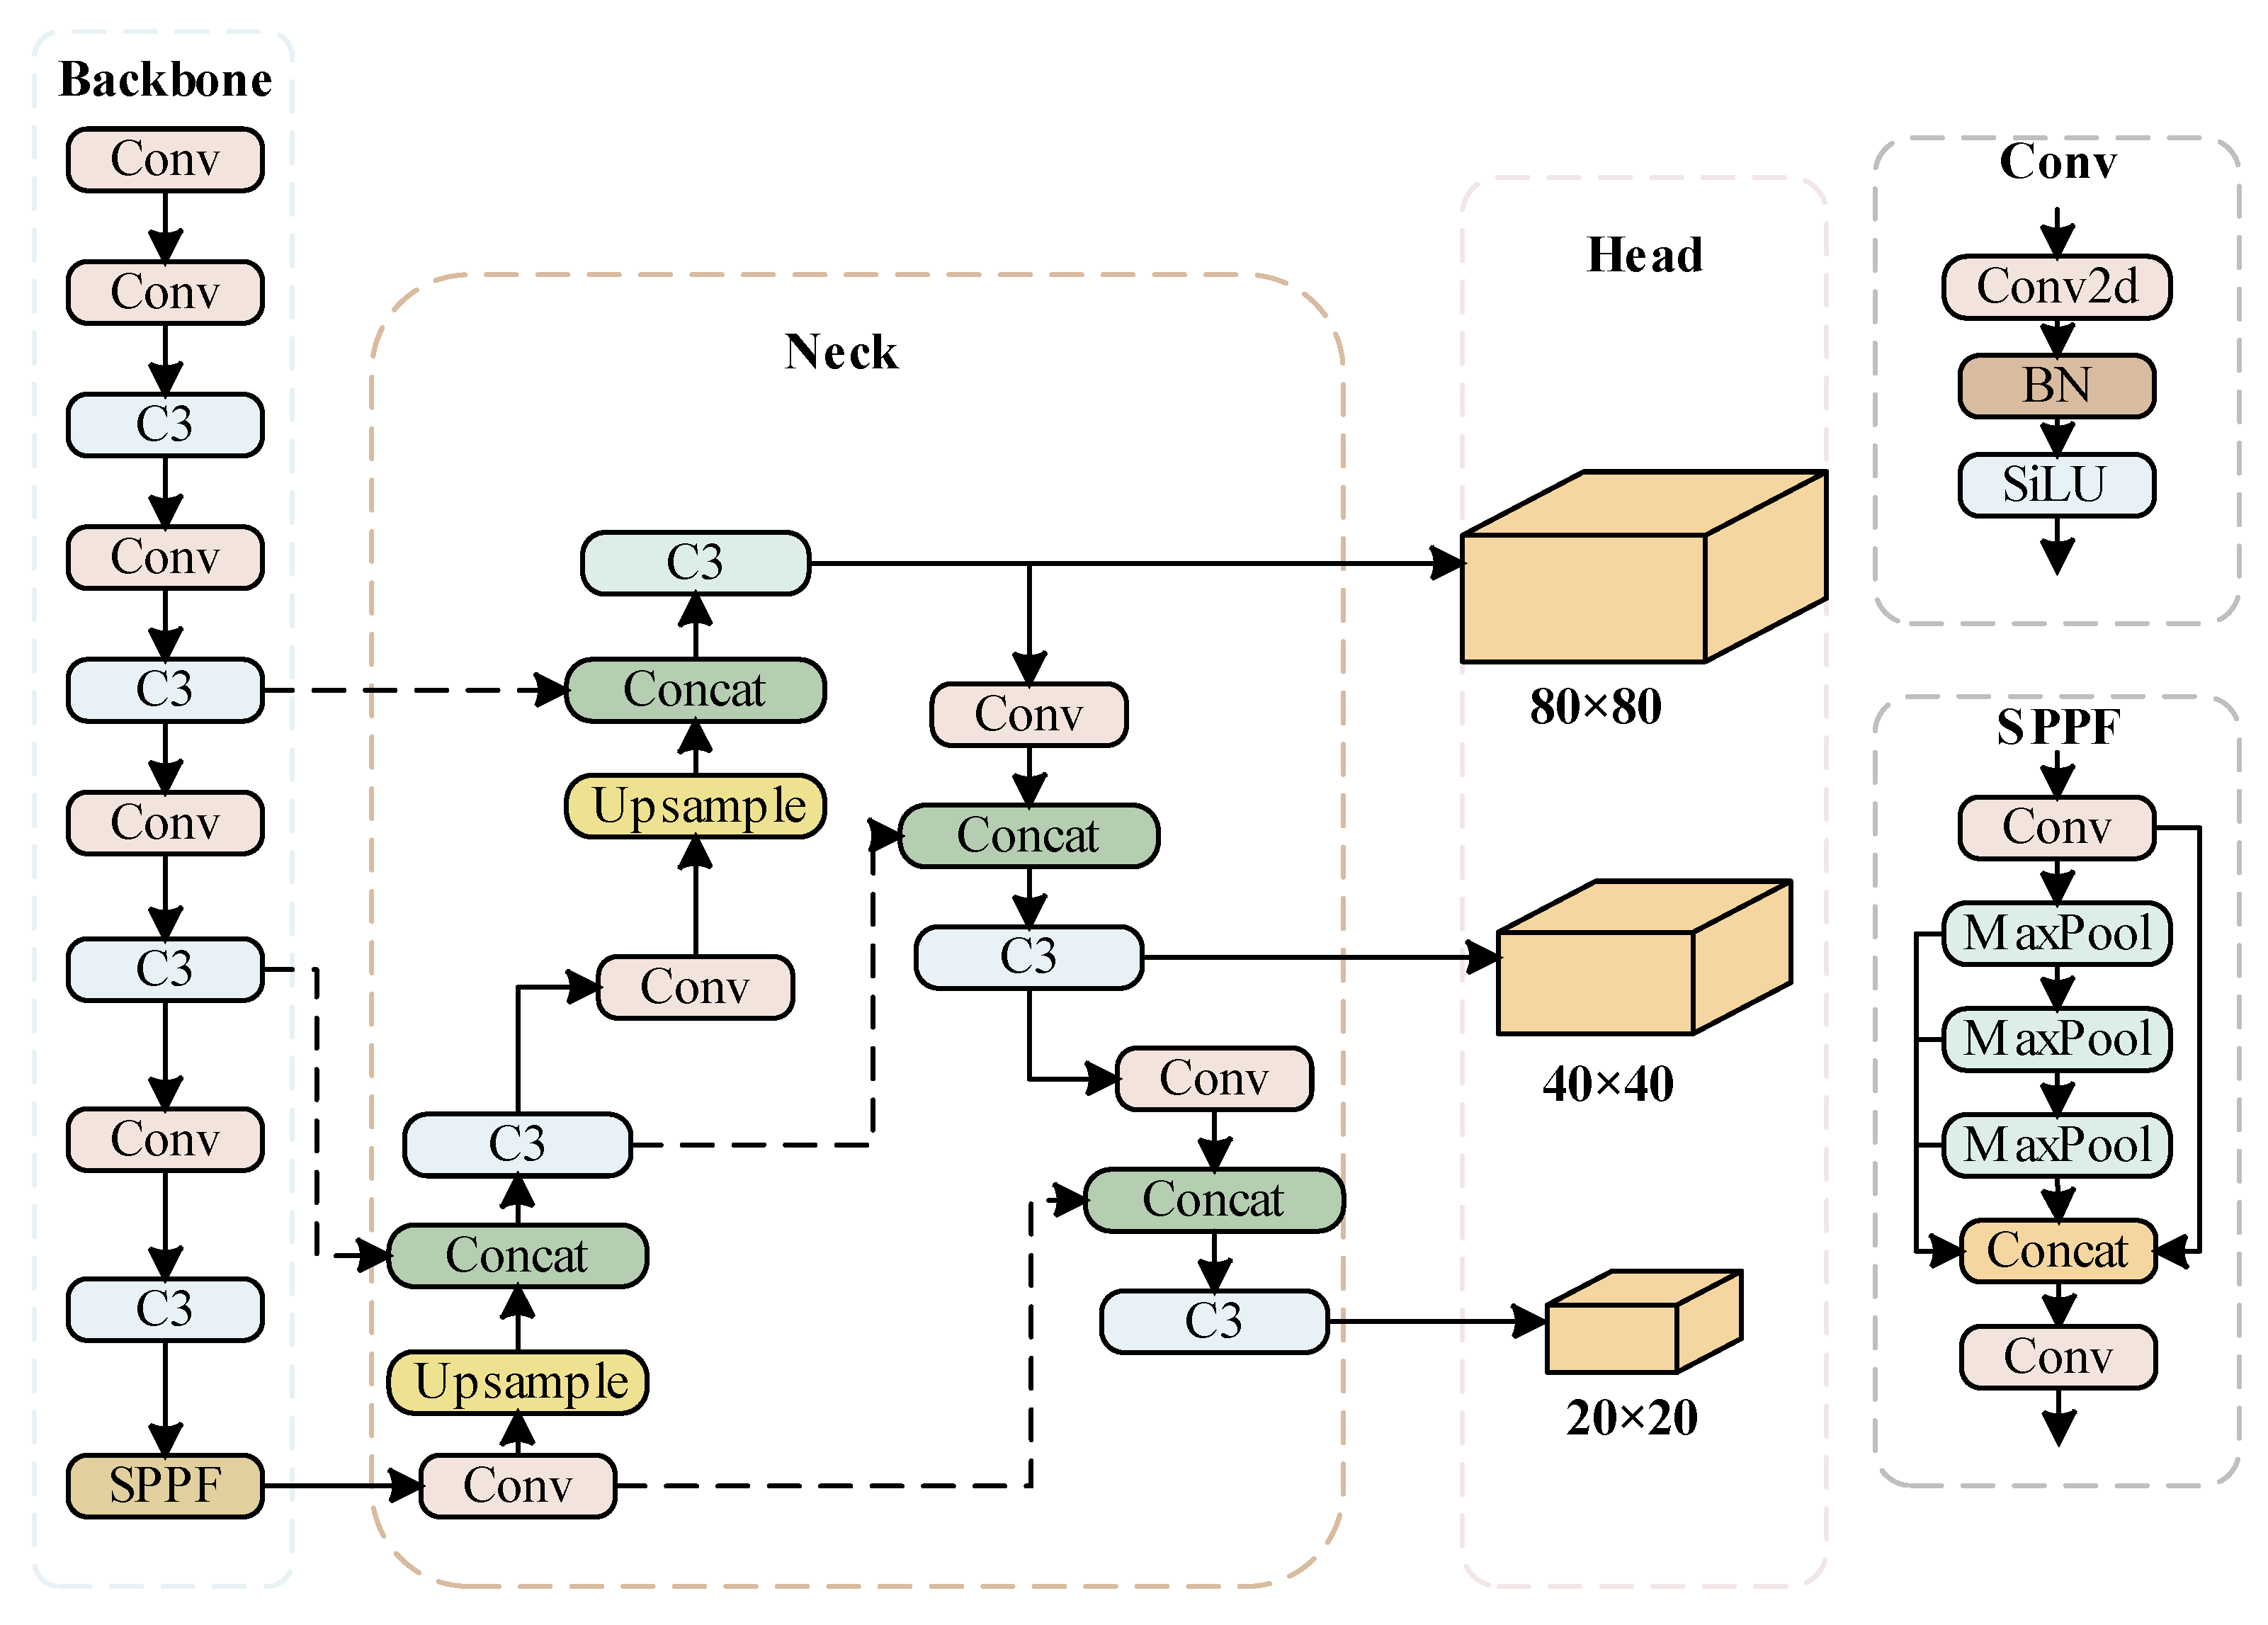 Backbone
Conv
Conv
C3
Conv
C3
Conv
C3
Conv
C3
SPPF
Neck
C3
Concat
Upsample
Conv
C3
Concat
Upsample
Conv
Conv
Concat
C3
Conv
Concat
C3
Head
80×80
40×40
20×20
Conv
Conv2d
BN
SiLU
SPPF
Conv
MaxPool
MaxPool
MaxPool
Concat
Conv